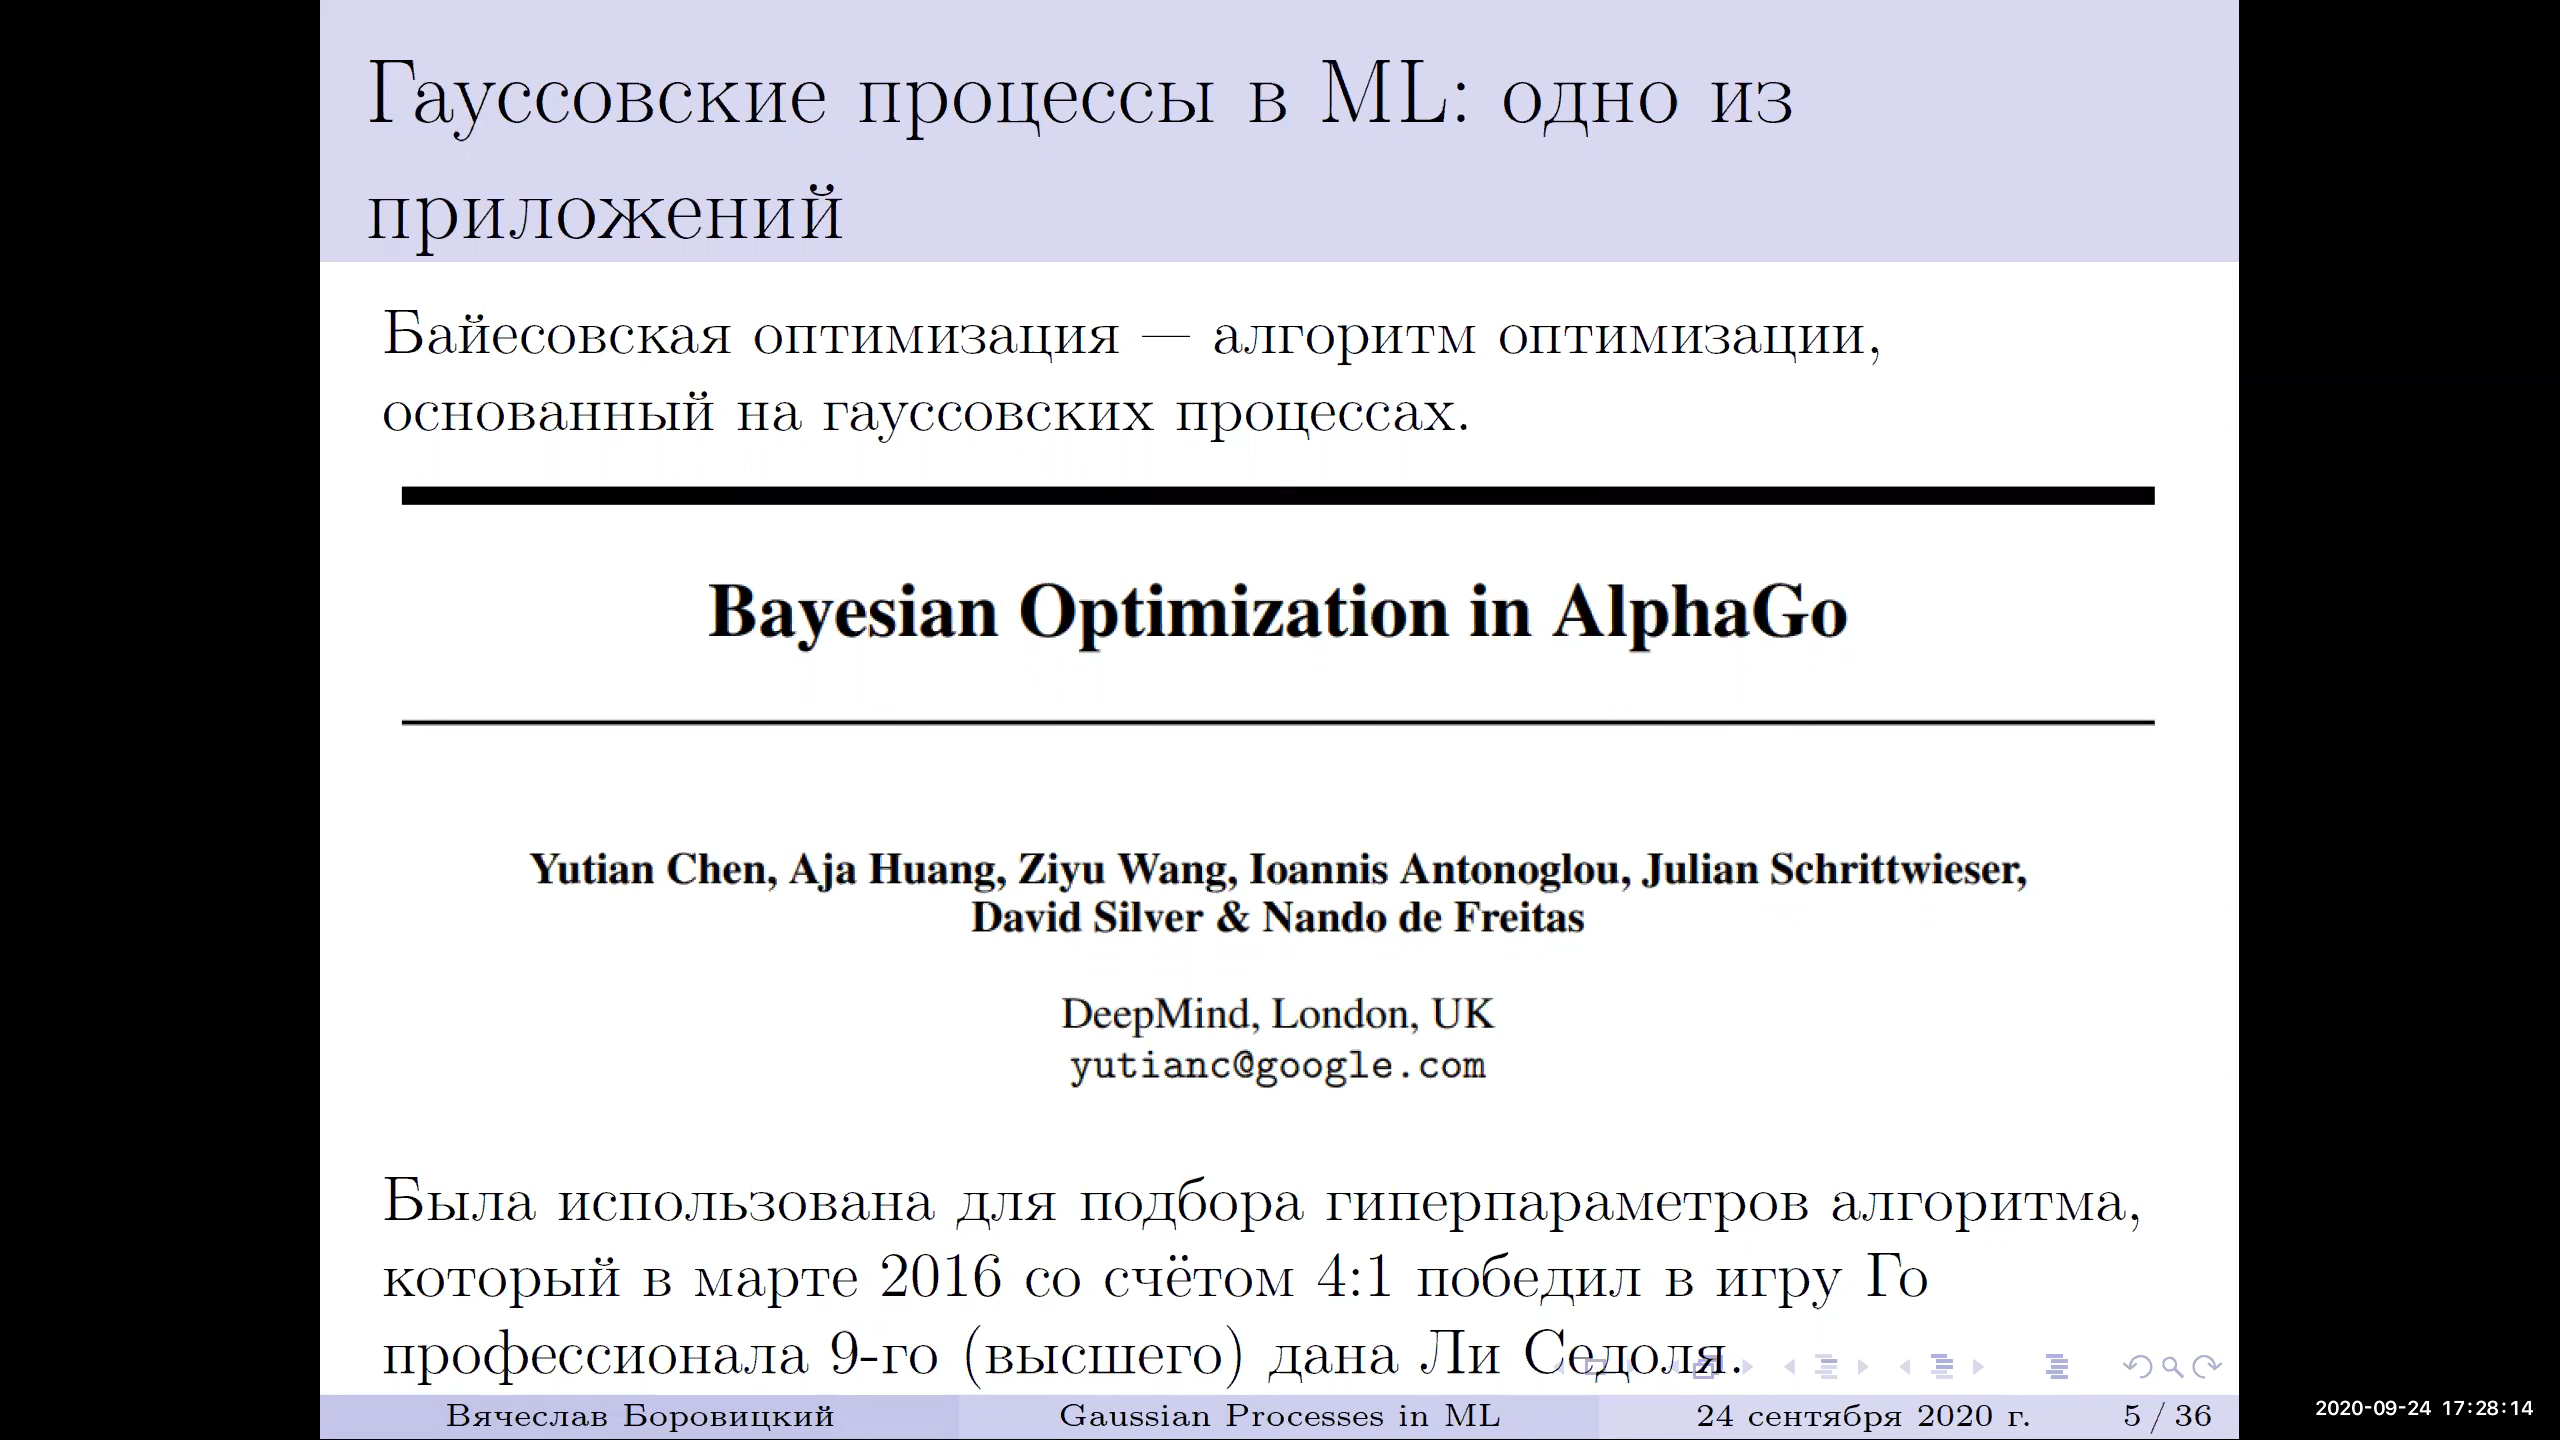 Гауссовские процессы в ML: одно из
приложений
Байесовская оптимизация — алгоритм оптимизации,
основанный на гауссовских процессах.
Bayesian Optimization in AlphaGo
Yutian Chen, Aja Huang, Ziyu Wang, Ioannis Antonoglou, Julian Schrittwieser,
David Silver & Nando de Freitas
DeepMind, London, UK
yutianc@google.com
Была использована для подбора гиперпараметров алгоритма,
который в марте 2016 со счётом 4:1 победил в игру Го
профессионала 9-го (высшего) дана Ли Седоля.
Вячеслав Боровицкий Gaussian Processes in ML 24 сентября 2020 г. 5 / 36
2020-09-24 17:28:14